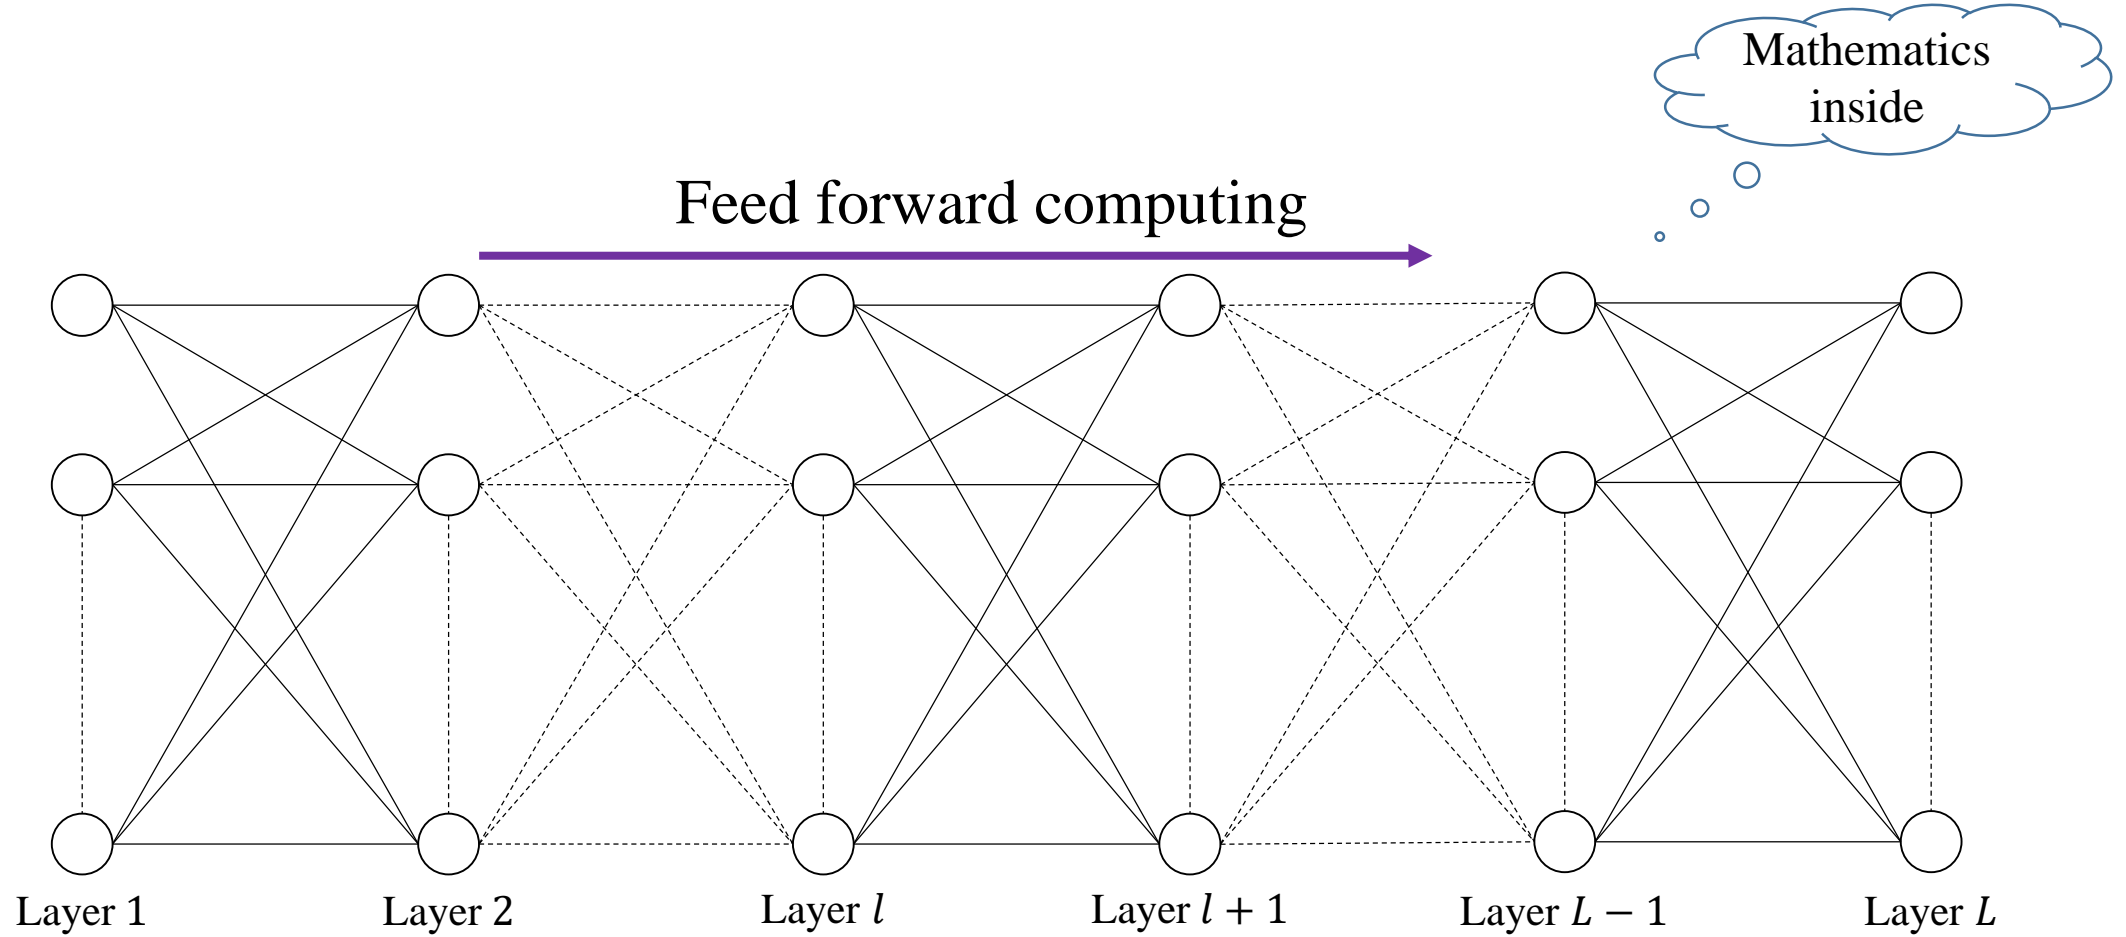 Mathematics
inside
Feed forward computing
Layer 1
Layer 2
Layer l
Layer l + 1
Layer L − 1
Layer L